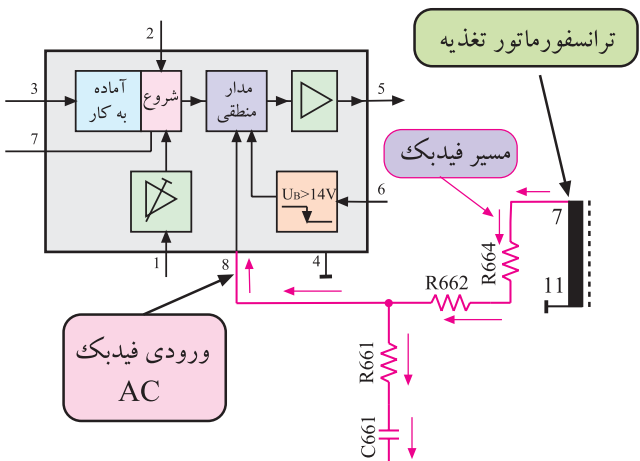 ترانسفورماتور تغذیه
2
3
آماده
به کار
شروع
مدار
منطقی
5
7
مسیر فیدبک
UB>14V
6
1
8
4
7
11
R664
R662
R661
C661
ورودی فیدبک
AC